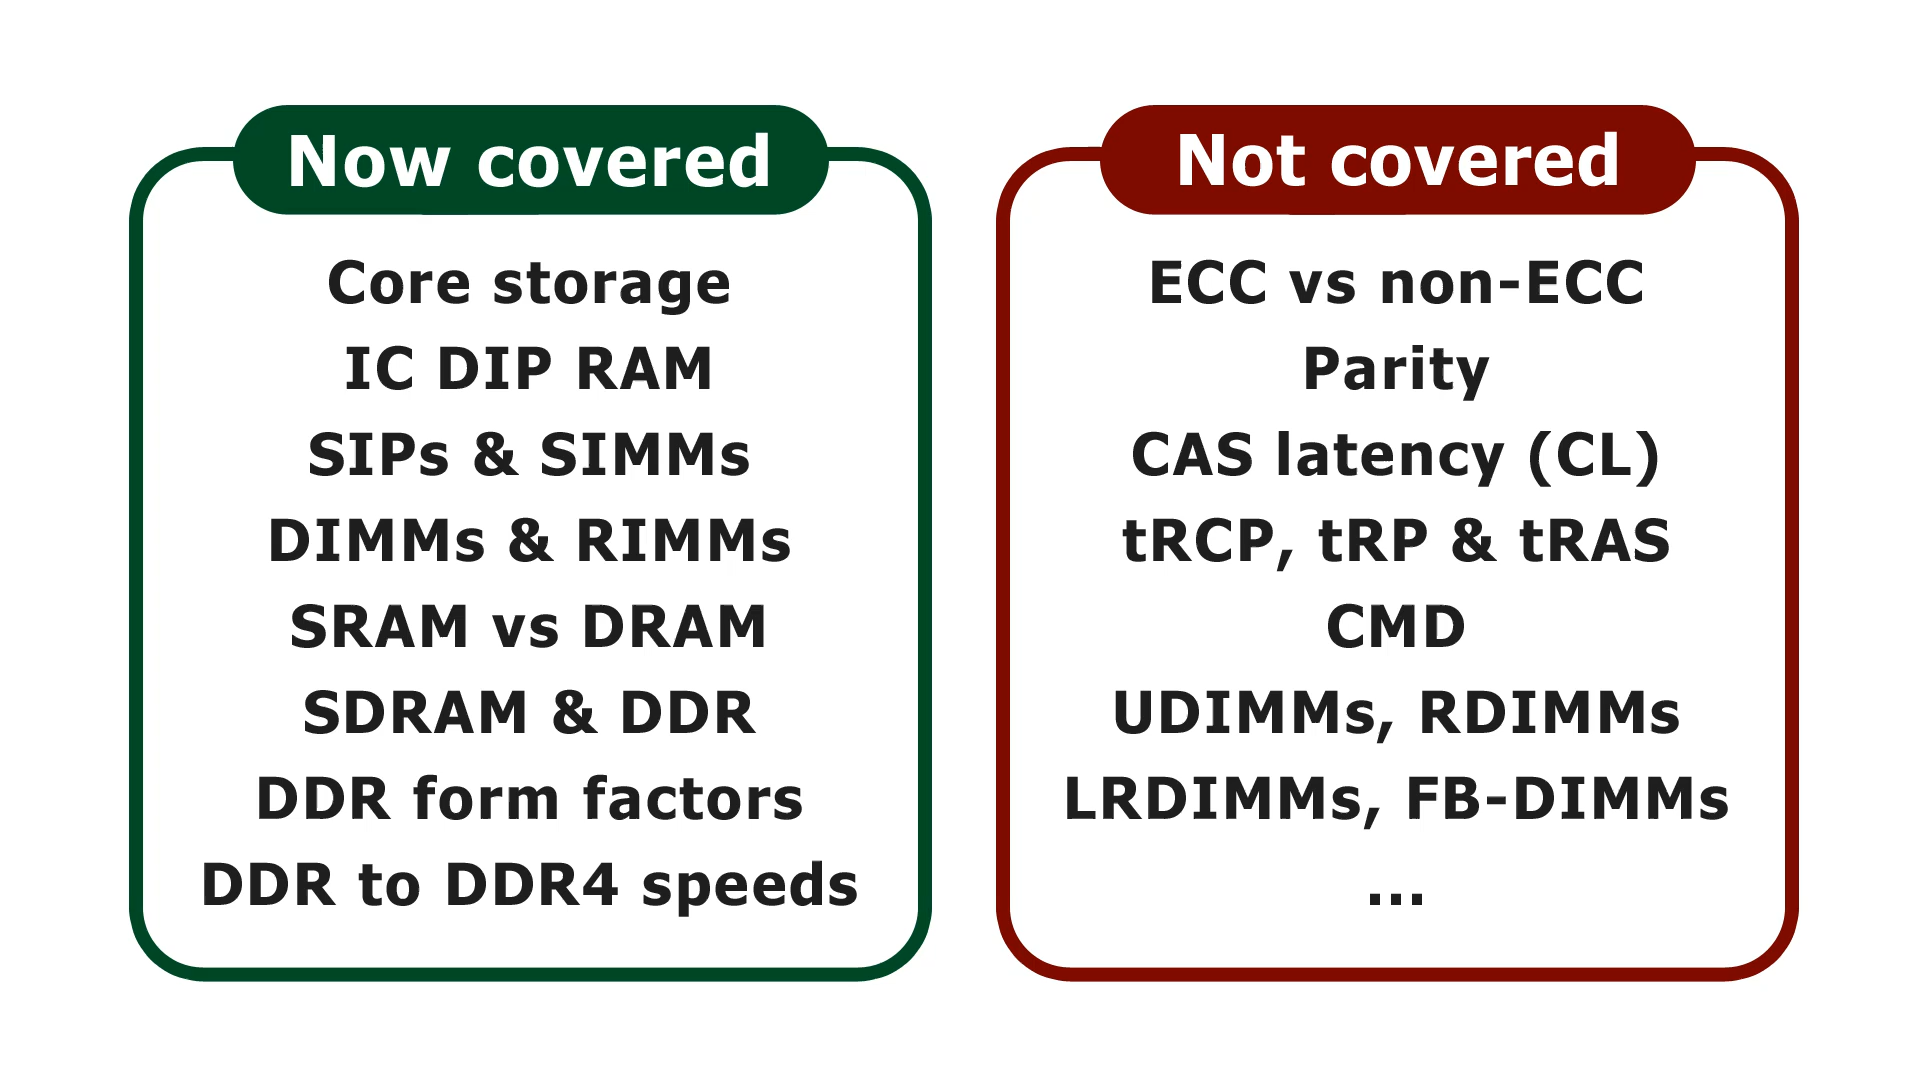 Now covered
Core storage
IC DIP RAM
SIPs & SIMMs
DIMMs & RIMMs
SRAM vs DRAM
SDRAM & DDR
DDR form factors
DDR to DDR4 speeds
Not covered
ECC vs non-ECC
Parity
CAS latency (CL)
tRCP, tRP & tRAS
CMD
UDIMMs, RDIMMs
LRDIMMs, FB-DIMMs
...